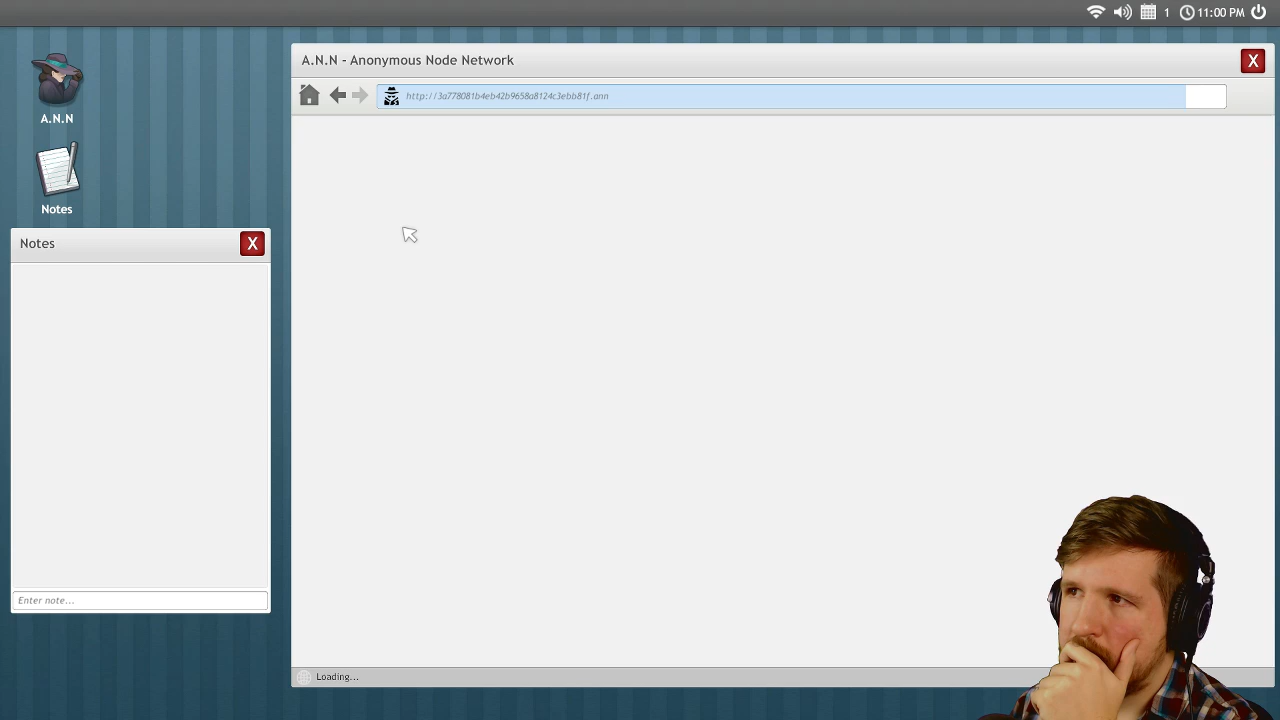 1 11:00 PM
A.N.N - Anonymous Node Network
X
http://3a778081b4eb42b9658a8124c3ebb81f.ann
A.N.N
Notes
Notes
X
Enter note...
Loading...